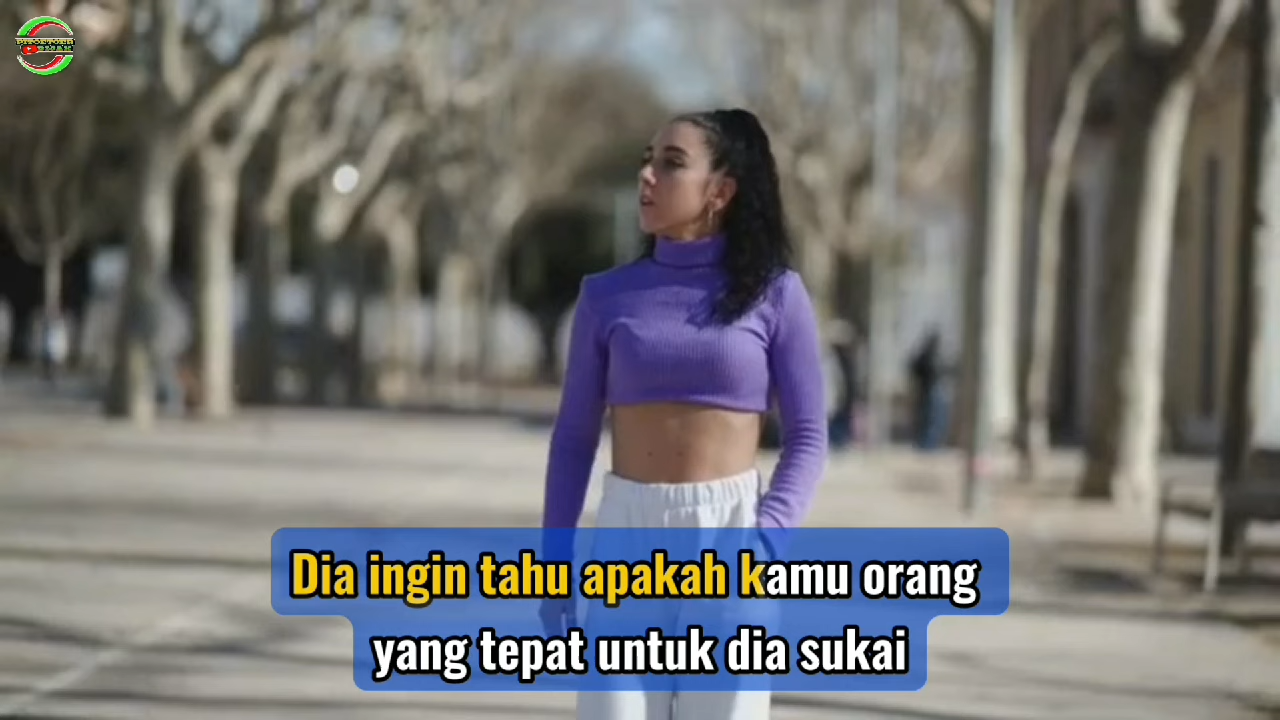 Dia ingin tahu apakah kamu orang
yang tepat untuk dia sukai